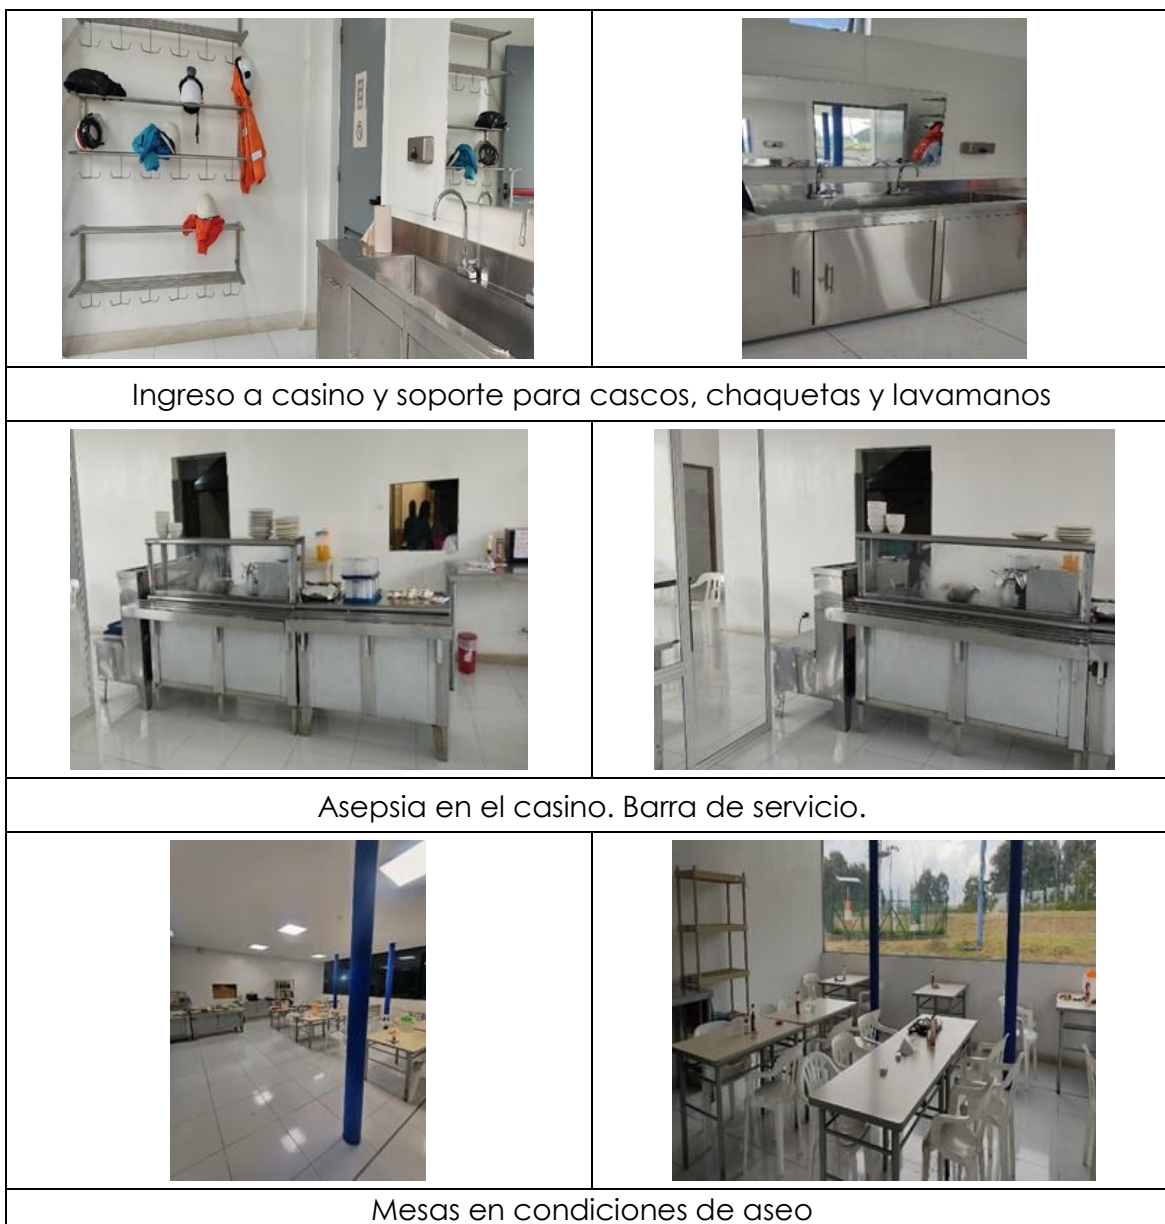 Ingreso a casino y soporte para cascos, chaquetas y lavamanos
Asepsia en el casino. Barra de servicio.
Mesas en condiciones de aseo